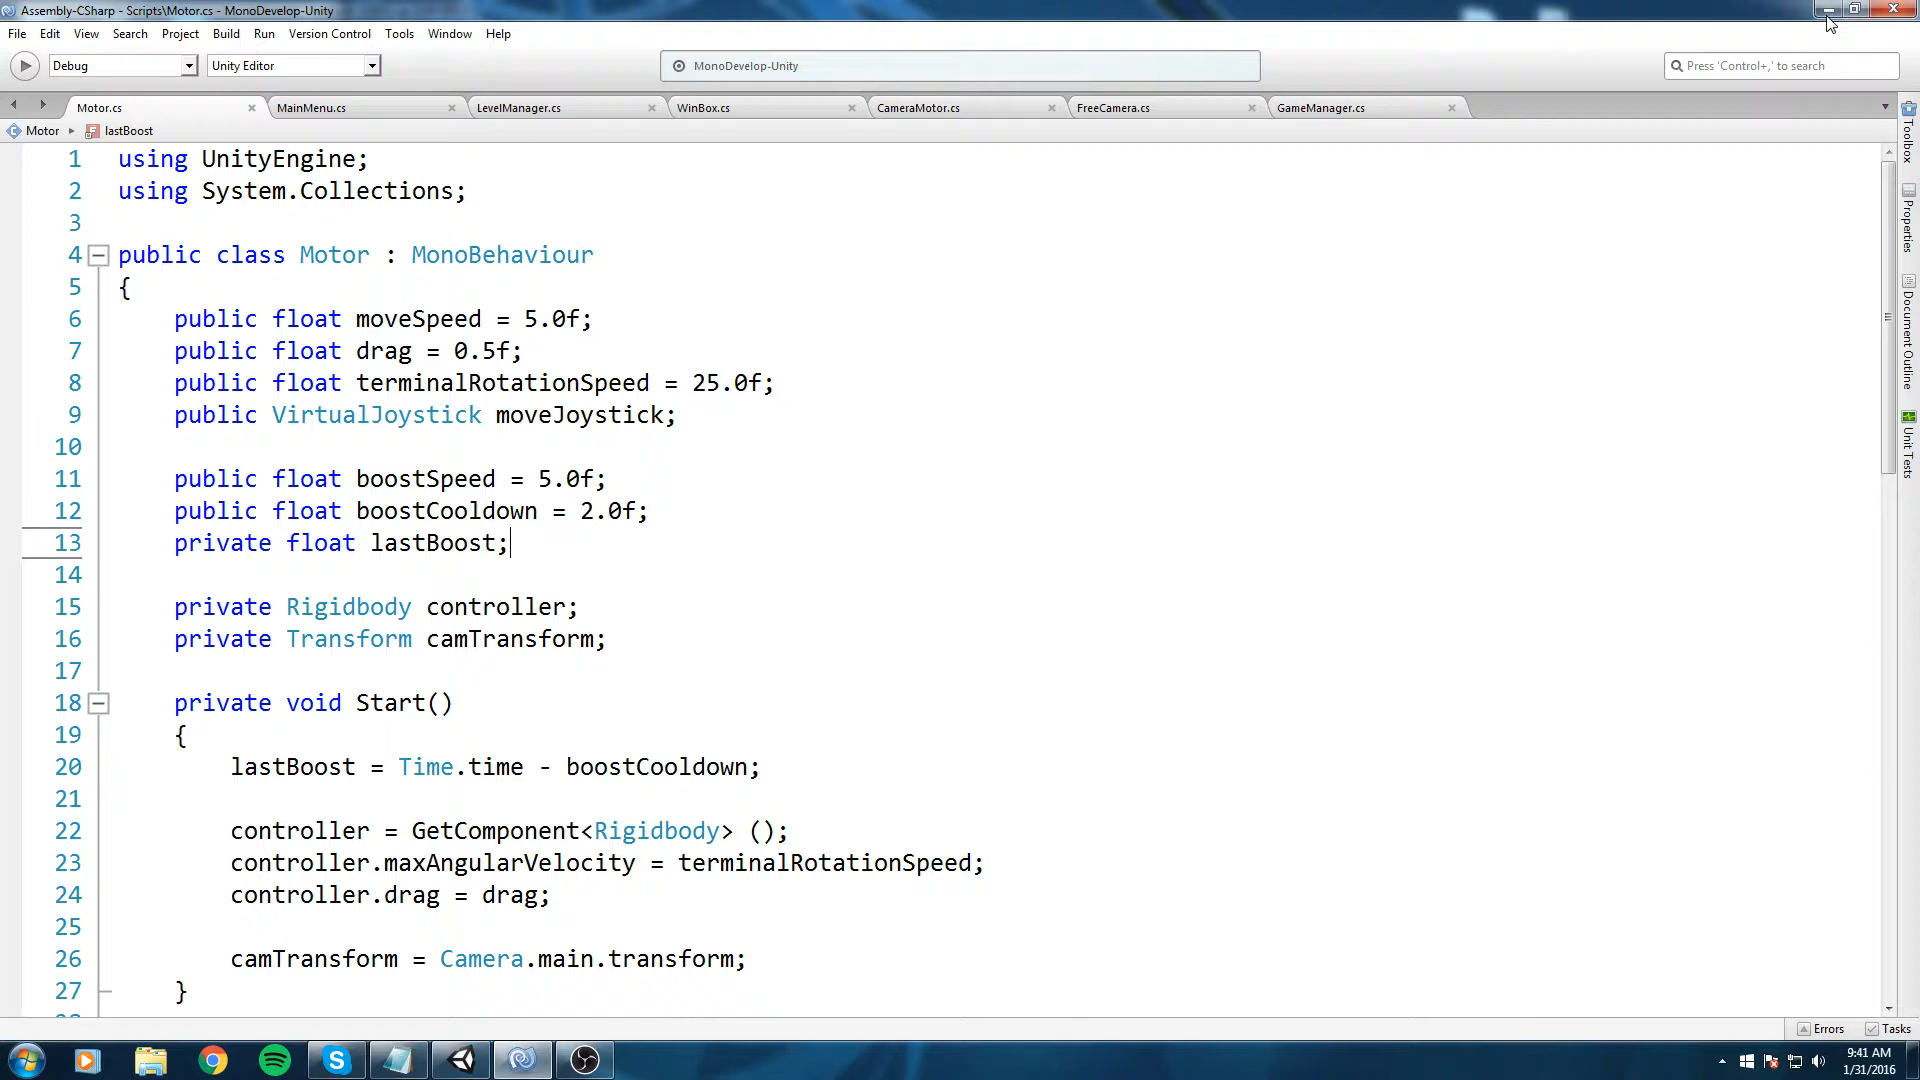 Assembly-CSharp - Scripts\Motor.cs - MonoDevelop-Unity
File Edit View Search Project Build Run Version Control Tools Window Help
Debug Unity Editor MonoDevelop-Unity Press 'Control+,' to search
Motor.cs MainMenu.cs LevelManager.cs WinBox.cs CameraMotor.cs FreeCamera.cs GameManager.cs
Motor lastBoost
1 using UnityEngine;
2 using System.Collections;
3
4 public class Motor : MonoBehaviour
5 {
6 public float moveSpeed = 5.0f;
7 public float drag = 0.5f;
8 public float terminalRotationSpeed = 25.0f;
9 public VirtualJoystick moveJoystick;
10
11 public float boostSpeed = 5.0f;
12 public float boostCooldown = 2.0f;
13 private float lastBoost;
14
15 private Rigidbody controller;
16 private Transform camTransform;
17
18 private void Start()
19 {
20 lastBoost = Time.time - boostCooldown;
21
22 controller = GetComponent<Rigidbody> ();
23 controller.maxAngularVelocity = terminalRotationSpeed;
24 controller.drag = drag;
25
26 camTransform = Camera.main.transform;
27 }
Toolbox
Properties
Document Outline
Unit Tests
Errors Tasks
9:41 AM
1/31/2016